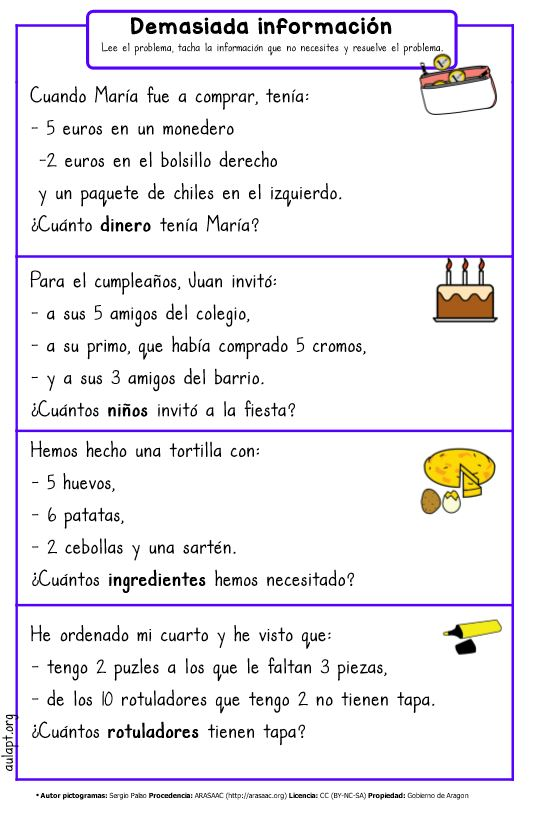 Demasiada información
Lee el problema, tacha la información que no necesites y resuelve el problema.
Cuando María fue a comprar, tenía:
- 5 euros en un monedero
-2 euros en el bolsillo derecho
y un paquete de chiles en el izquierdo.
¿Cuánto dinero tenía María?
Para el cumpleaños, Juan invitó:
- a sus 5 amigos del colegio,
- a su primo, que había comprado 5 cromos,
- y a sus 3 amigos del barrio.
¿Cuántos niños invitó a la fiesta?
Hemos hecho una tortilla con:
- 5 huevos,
- 6 patatas,
- 2 cebollas y una sartén.
¿Cuántos ingredientes hemos necesitado?
He ordenado mi cuarto y he visto que:
- tengo 2 puzles a los que le faltan 3 piezas,
- de los 10 rotuladores que tengo 2 no tienen tapa.
¿Cuántos rotuladores tienen tapa?
aulapt.org
* Autor pictogramas: Sergio Palao Procedencia: ARASAAC (http://arasaac.org) Licencia: CC (BY-NC-SA) Propiedad: Gobierno de Aragon